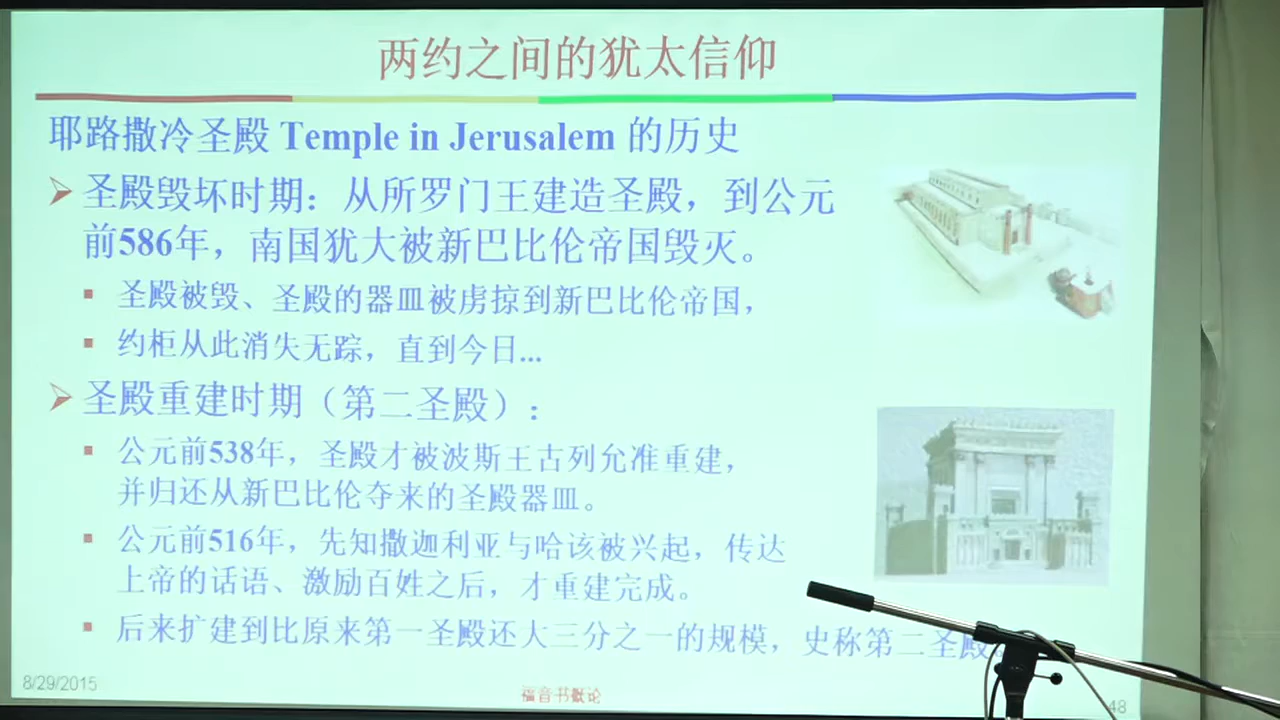 两约之间的犹太信仰
耶路撒冷圣殿 Temple in Jerusalem 的历史
圣殿毁坏时期：从所罗门王建造圣殿，到公元
前586年，南国犹大被新巴比伦帝国毁灭。
圣殿被毁、圣殿的器皿被虏掠到新巴比伦帝国，
约柜从此消失无踪，直到今日...
圣殿重建时期（第二圣殿）：
公元前538年，圣殿才被波斯王古列允准重建，
并归还从新巴比伦夺来的圣殿器皿。
公元前516年，先知撒迦利亚与哈该被兴起，传达
上帝的话语、激励百姓之后，才重建完成。
后来扩建到比原来第一圣殿还大三分之一的规模，史称第二圣殿
8/29/2015
福音书概论
48